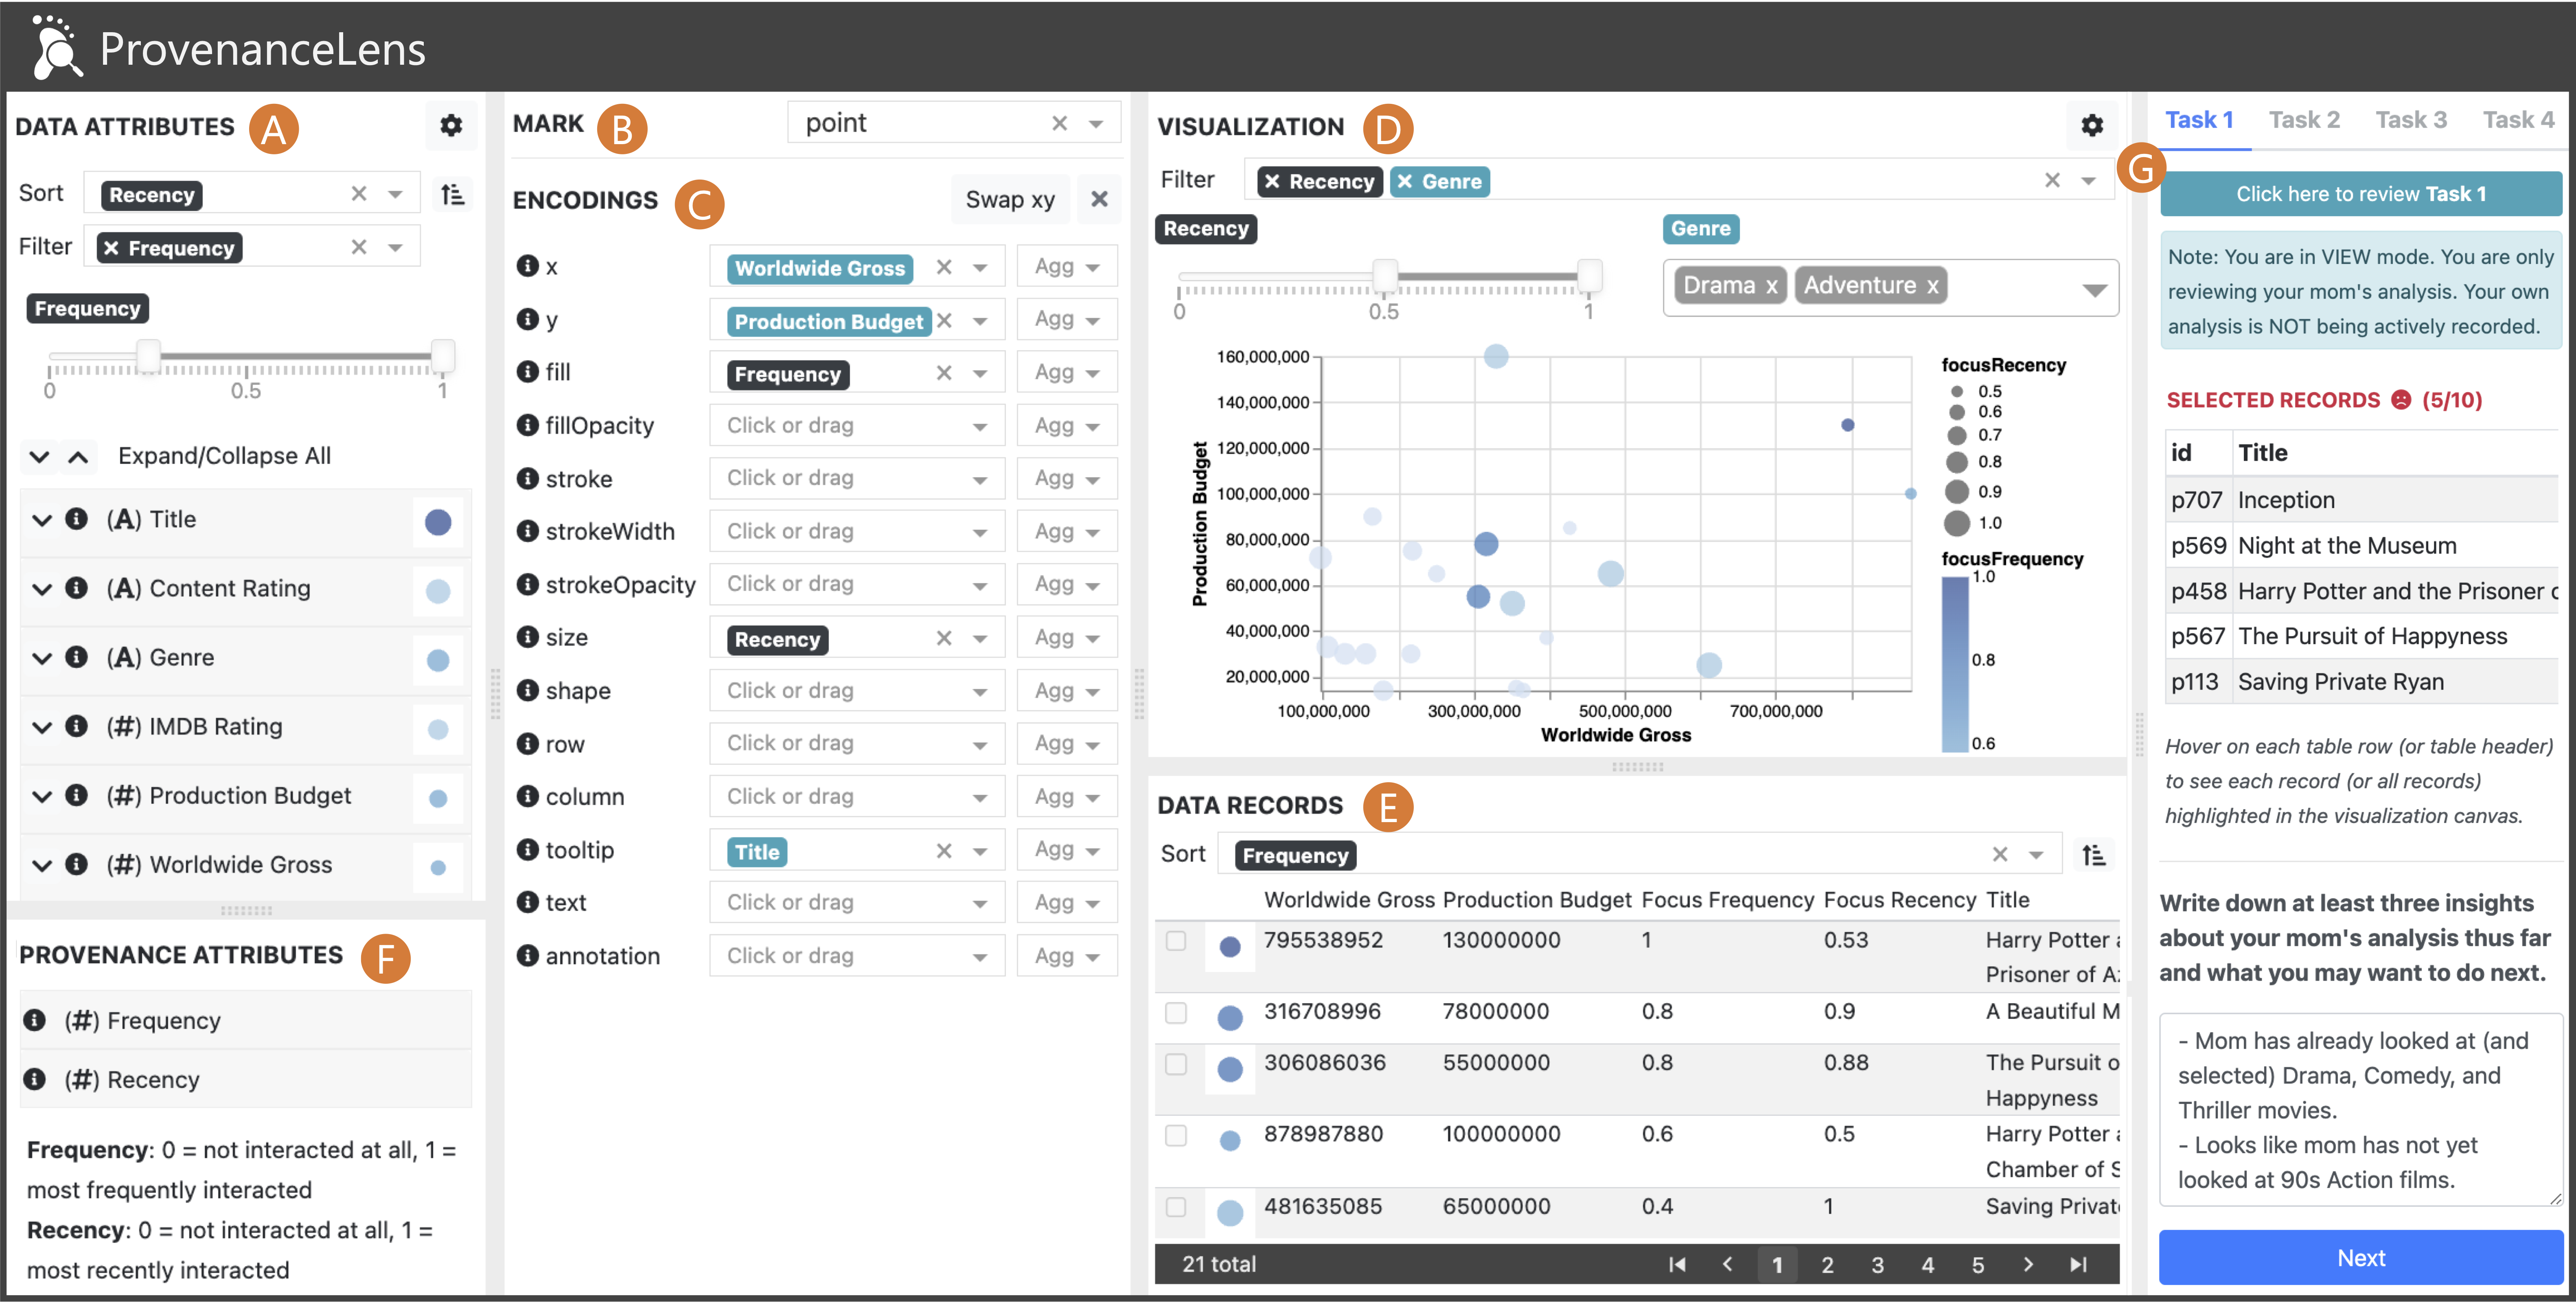 ProvenanceLens
DATA ATTRIBUTES A
Sort Recency
Filter Frequency
Frequency
0 0.5 1
Expand/Collapse All
(A) Title
(A) Content Rating
(A) Genre
(#) IMDB Rating
(#) Production Budget
(#) Worldwide Gross
PROVENANCE ATTRIBUTES F
(#) Frequency
(#) Recency
Frequency: 0 = not interacted at all, 1 =
most frequently interacted
Recency: 0 = not interacted at all, 1 =
most recently interacted
MARK B point
ENCODINGS C Swap xy
x Worldwide Gross Agg
y Production Budget Agg
fill Frequency Agg
fillOpacity Click or drag Agg
stroke Click or drag Agg
strokeWidth Click or drag Agg
strokeOpacity Click or drag Agg
size Recency Agg
shape Click or drag Agg
row Click or drag Agg
column Click or drag Agg
tooltip Title Agg
text Click or drag Agg
annotation Click or drag Agg
VISUALIZATION D
Filter Recency Genre
Recency
0 0.5 1
Genre
Drama x Adventure x
160,000,000
140,000,000
120,000,000
100,000,000
80,000,000
60,000,000
40,000,000
20,000,000
Production Budget
100,000,000 300,000,000 500,000,000 700,000,000
Worldwide Gross
focusRecency
0.5
0.6
0.7
0.8
0.9
1.0
focusFrequency
1.0
0.8
0.6
DATA RECORDS E
Sort Frequency
Worldwide Gross Production Budget Focus Frequency Focus Recency Title
795538952 130000000 1 0.53 Harry Potter
Prisoner of
316708996 78000000 0.8 0.9 A Beautiful M
306086036 55000000 0.8 0.88 The Pursuit o
Happyness
878987880 100000000 0.6 0.5 Harry Potter
Chamber of S
481635085 65000000 0.4 1 Saving Privat
21 total 1 2 3 4 5
Task 1 Task 2 Task 3 Task 4
G
Click here to review Task 1
Note: You are in VIEW mode. You are only
reviewing your mom's analysis. Your own
analysis is NOT being actively recorded.
SELECTED RECORDS (5/10)
id Title
p707 Inception
p569 Night at the Museum
p458 Harry Potter and the Prisoner
p567 The Pursuit of Happyness
p113 Saving Private Ryan
Hover on each table row (or table header)
to see each record (or all records)
highlighted in the visualization canvas.
Write down at least three insights
about your mom's analysis thus far
and what you may want to do next.
- Mom has already looked at (and
selected) Drama, Comedy, and
Thriller movies.
- Looks like mom has not yet
looked at 90s Action films.
Next